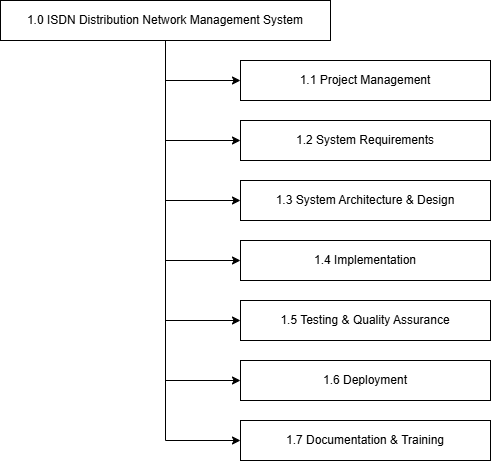 1.0 ISDN Distribution Network Management System
1.1 Project Management
1.2 System Requirements
1.3 System Architecture & Design
1.4 Implementation
1.5 Testing & Quality Assurance
1.6 Deployment
1.7 Documentation & Training